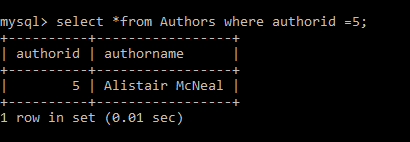 mysql> select *from Authors where authorid =5;
+----------+-----------------+
| authorid | authorname      |
+----------+-----------------+
|        5 | Alistair McNeal |
+----------+-----------------+
1 row in set (0.01 sec)